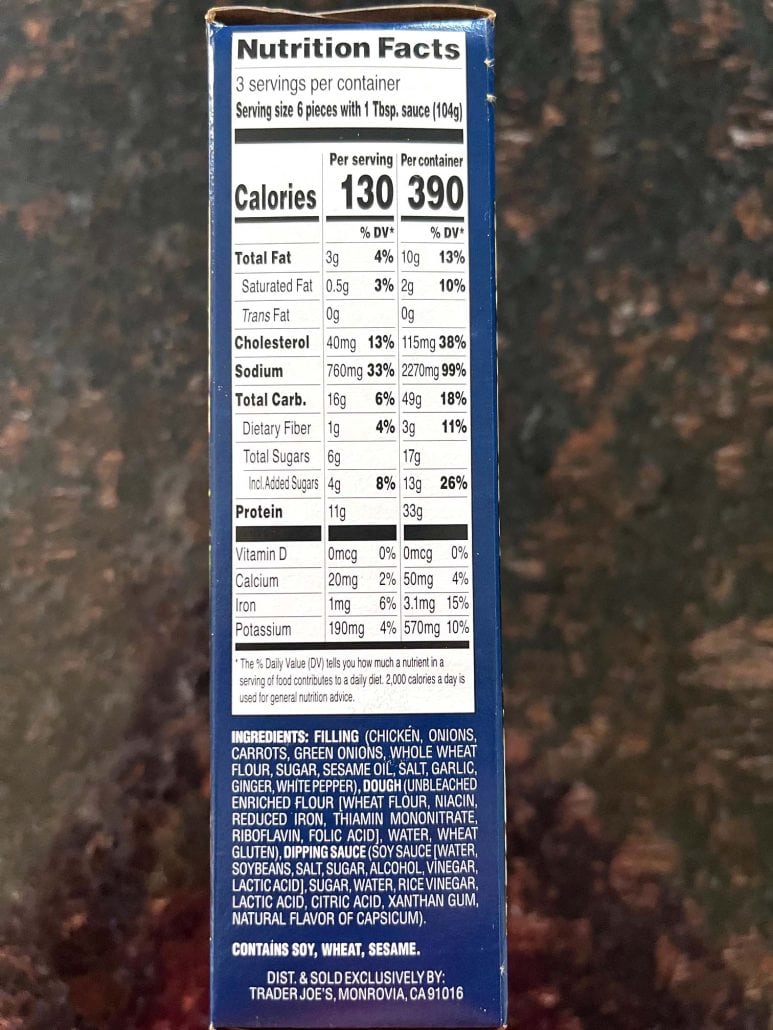 Nutrition Facts
3 servings per container
Serving size 6 pieces with 1 Tbsp. sauce (104g)
Per serving Per container
Calories 130 390
% DV* % DV*
Total Fat 3g 4% 10g 13%
Saturated Fat 0.5g 3% 2g 10%
Trans Fat 0g 0g
Cholesterol 40mg 13% 115mg 38%
Sodium 760mg 33% 2270mg 99%
Total Carb. 16g 6% 49g 18%
Dietary Fiber 1g 4% 3g 11%
Total Sugars 6g 17g
Incl. Added Sugars 4g 8% 13g 26%
Protein 11g 33g
Vitamin D 0mcg 0% 0mcg 0%
Calcium 20mg 2% 50mg 4%
Iron 1mg 6% 3.1mg 15%
Potassium 190mg 4% 570mg 10%
* The % Daily Value (DV) tells you how much a nutrient in a
serving of food contributes to a daily diet. 2,000 calories a day is
used for general nutrition advice.
INGREDIENTS: FILLING (CHICKEN, ONIONS,
CARROTS, GREEN ONIONS, WHOLE WHEAT
FLOUR, SUGAR, SESAME OIL, SALT, GARLIC,
GINGER, WHITE PEPPER), DOUGH (UNBLEACHED
ENRICHED FLOUR [WHEAT FLOUR, NIACIN,
REDUCED IRON, THIAMIN MONONITRATE,
RIBOFLAVIN, FOLIC ACID], WATER, WHEAT
GLUTEN), DIPPING SAUCE (SOY SAUCE [WATER,
SOYBEANS, SALT, SUGAR, ALCOHOL, VINEGAR,
LACTIC ACID], SUGAR, WATER, RICE VINEGAR,
LACTIC ACID, CITRIC ACID, XANTHAN GUM,
NATURAL FLAVOR OF CAPSICUM).
CONTAINS SOY, WHEAT, SESAME.
DIST. & SOLD EXCLUSIVELY BY:
TRADER JOE'S, MONROVIA, CA 91016